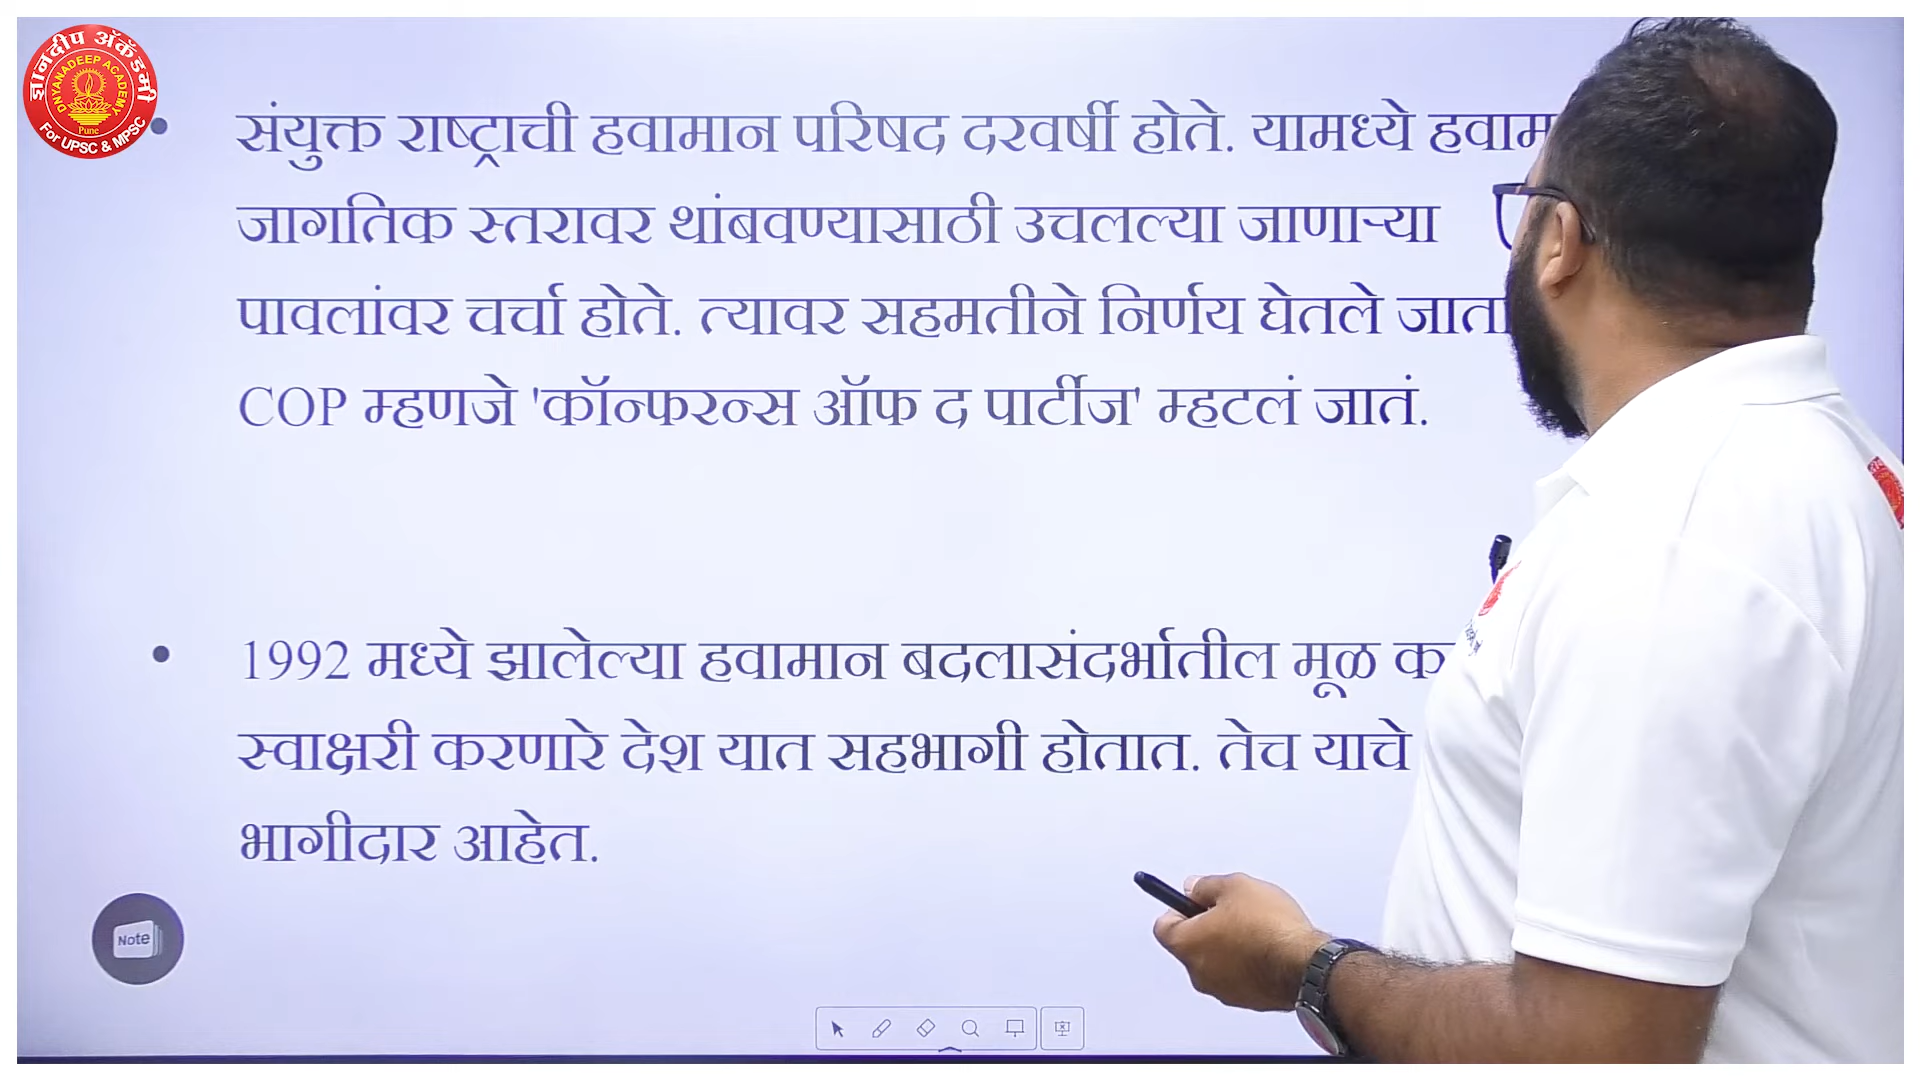 ज्ञानदीप अ‍ॅकॅडमी
DNYANADEEP ACADEMY
Pune
For UPSC & MPSC
संयुक्त राष्ट्राची हवामान परिषद दरवर्षी होते. यामध्ये
जागतिक स्तरावर थांबवण्यासाठी उचलल्या जाणाऱ्या
पावलांवर चर्चा होते. त्यावर सहमतीने निर्णय घेतले
COP म्हणजे 'कॉन्फरन्स ऑफ द पार्टीज' म्हटलं जातं.
1992 मध्ये झालेल्या हवामान बदलासंदर्भातील मूळ
स्वाक्षरी करणारे देश यात सहभागी होतात. तेच याचे
भागीदार आहेत.
Note